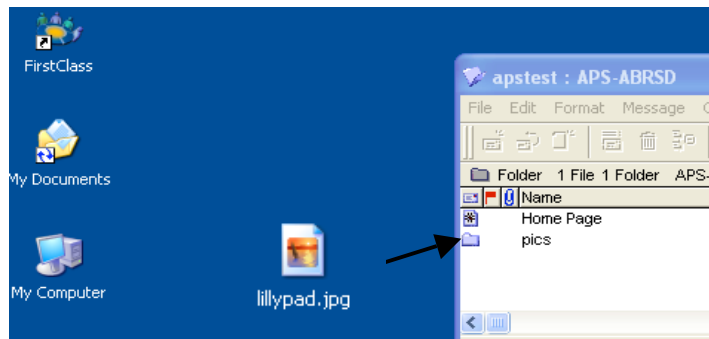 FirstClass
My Documents
My Computer
lillypad.jpg
apstest : APS-ABRSD
File Edit Format Message
Folder 1 File 1 Folder APS-
Name
Home Page
pics